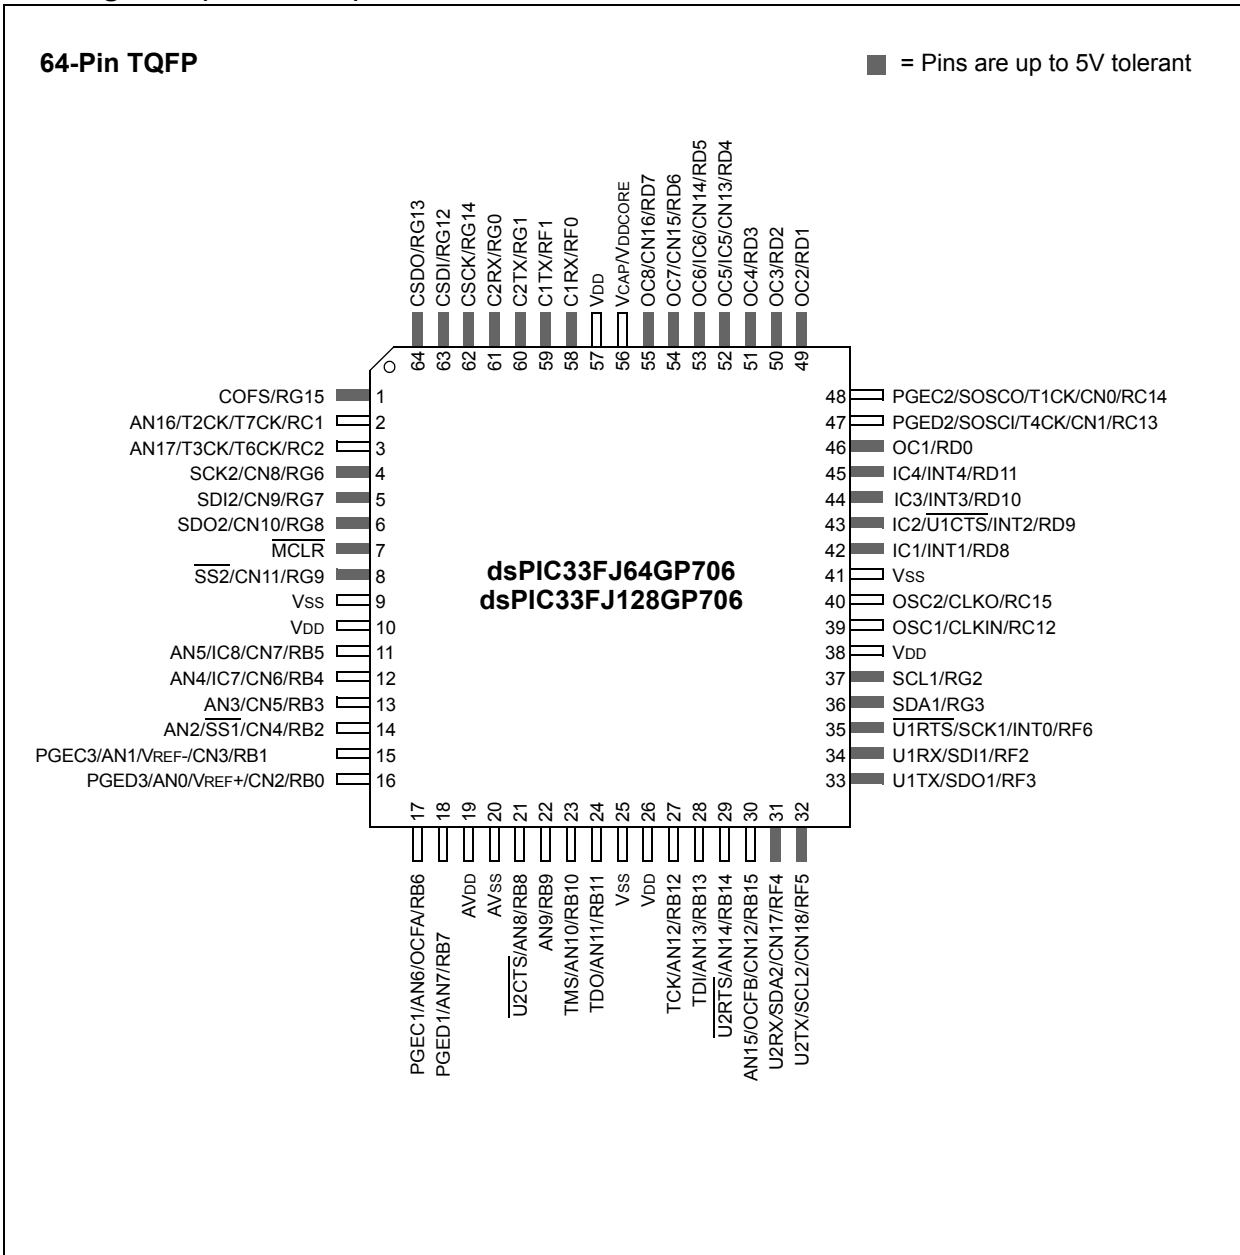 64-Pin TQFP
= Pins are up to 5V tolerant
CSDO/RG13
CSDI/RG12
CSCK/RG14
C2RX/RG0
C2TX/RG1
C1TX/RF1
C1RX/RF0
VDD
VCAP/VDDCORE
OC8/CN16/RD7
OC7/CN15/RD6
OC6/IC6/CN14/RD5
OC5/IC5/CN13/RD4
OC4/RD3
OC3/RD2
OC2/RD1
64
63
62
61
60
59
58
57
56
55
54
53
52
51
50
49
COFS/RG15 1
AN16/T2CK/T7CK/RC1 2
AN17/T3CK/T6CK/RC2 3
SCK2/CN8/RG6 4
SDI2/CN9/RG7 5
SDO2/CN10/RG8 6
MCLR 7
SS2/CN11/RG9 8
VSS 9
VDD 10
AN5/IC8/CN7/RB5 11
AN4/IC7/CN6/RB4 12
AN3/CN5/RB3 13
AN2/SS1/CN4/RB2 14
PGEC3/AN1/VREF-/CN3/RB1 15
PGED3/AN0/VREF+/CN2/RB0 16
dsPIC33FJ64GP706
dsPIC33FJ128GP706
48 PGEC2/SOSCO/T1CK/CN0/RC14
47 PGED2/SOSCI/T4CK/CN1/RC13
46 OC1/RD0
45 IC4/INT4/RD11
44 IC3/INT3/RD10
43 IC2/U1CTS/INT2/RD9
42 IC1/INT1/RD8
41 VSS
40 OSC2/CLKO/RC15
39 OSC1/CLKIN/RC12
38 VDD
37 SCL1/RG2
36 SDA1/RG3
35 U1RTS/SCK1/INT0/RF6
34 U1RX/SDI1/RF2
33 U1TX/SDO1/RF3
17
18
19
20
21
22
23
24
25
26
27
28
29
30
31
32
PGEC1/AN6/OCFA/RB6
PGED1/AN7/RB7
AVDD
AVSS
U2CTS/AN8/RB8
AN9/RB9
TMS/AN10/RB10
TDO/AN11/RB11
VSS
VDD
TCK/AN12/RB12
TDI/AN13/RB13
U2RTS/AN14/RB14
AN15/OCFB/CN12/RB15
U2RX/SDA2/CN17/RF4
U2TX/SCL2/CN18/RF5